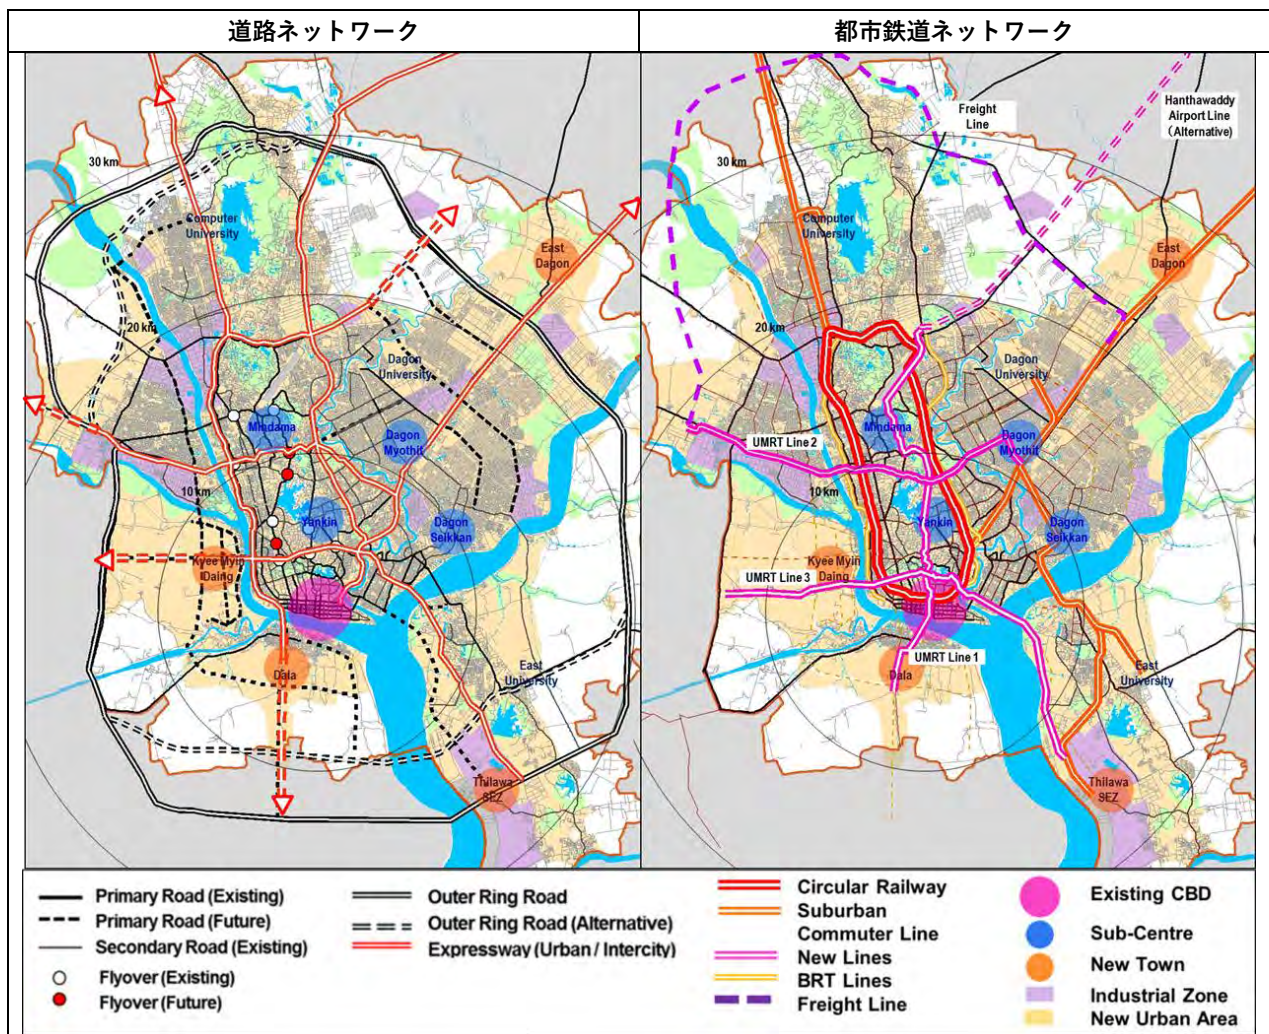 道路ネットワーク
都市鉄道ネットワーク
30 km
Computer
University
East
Dagon
20 km
Dagon
University
Mindama
Dagon
Myothit
10 km
Yankin
Dagon
Seikkan
Kyee Myin
Daing
East
University
Dala
Thilawa
SEZ
Freight
Line
Hanthawaddy
Airport Line
(Alternative)
30 km
Computer
University
East
Dagon
20 km
Dagon
University
Mindama
UMRT Line 2
Dagon
Myothit
10 km
Yankin
Dagon
Seikkan
Kyee Myin
Daing
UMRT Line 3
UMRT Line 1
East
University
Dala
Thilawa
SEZ
Primary Road (Existing)
Primary Road (Future)
Secondary Road (Existing)
Flyover (Existing)
Flyover (Future)
Outer Ring Road
Outer Ring Road (Alternative)
Expressway (Urban / Intercity)
Circular Railway
Suburban
Commuter Line
New Lines
BRT Lines
Freight Line
Existing CBD
Sub-Centre
New Town
Industrial Zone
New Urban Area